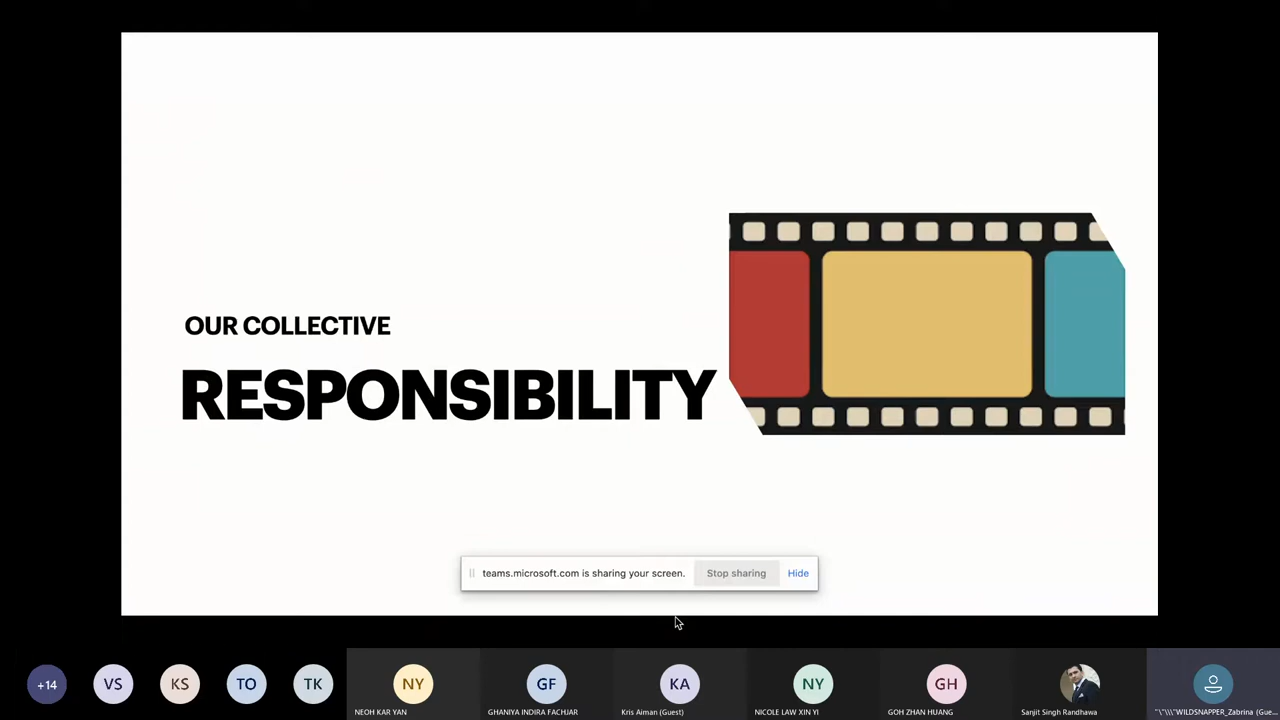 OUR COLLECTIVE
RESPONSIBILITY
teams.microsoft.com is sharing your screen.
Stop sharing
Hide
+14
VS
KS
TO
TK
NY
GF
KA
NY
GH
NEOH KAR YAN
GHANIYA INDIRA FACHJAR
Kris Aiman (Guest)
NICOLE LAW XIN YI
GOH ZHAN HUANG
Sanjit Singh Randhawa
"\"\\\"WILDSNAPPER_Zabrina (Gue...